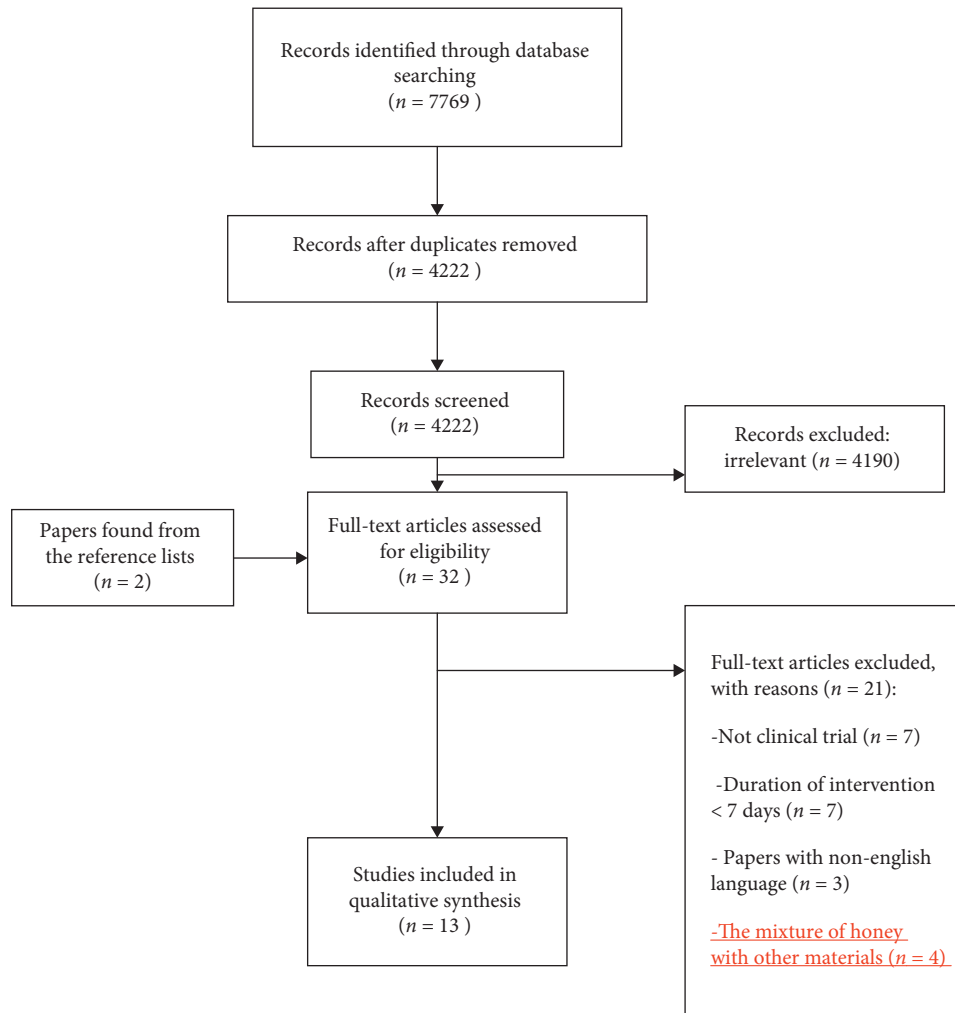 Records identified through database
searching
(n = 7769 )
Records after duplicates removed
(n = 4222 )
Records screened
(n = 4222)
Records excluded:
irrelevant (n = 4190)
Papers found from
the reference lists
(n = 2)
Full-text articles assessed
for eligibility
(n = 32 )
Full-text articles excluded,
with reasons (n = 21):
-Not clinical trial (n = 7)
-Duration of intervention
< 7 days (n = 7)
- Papers with non-english
language (n = 3)
-The mixture of honey
with other materials (n = 4)
Studies included in
qualitative synthesis
(n = 13 )